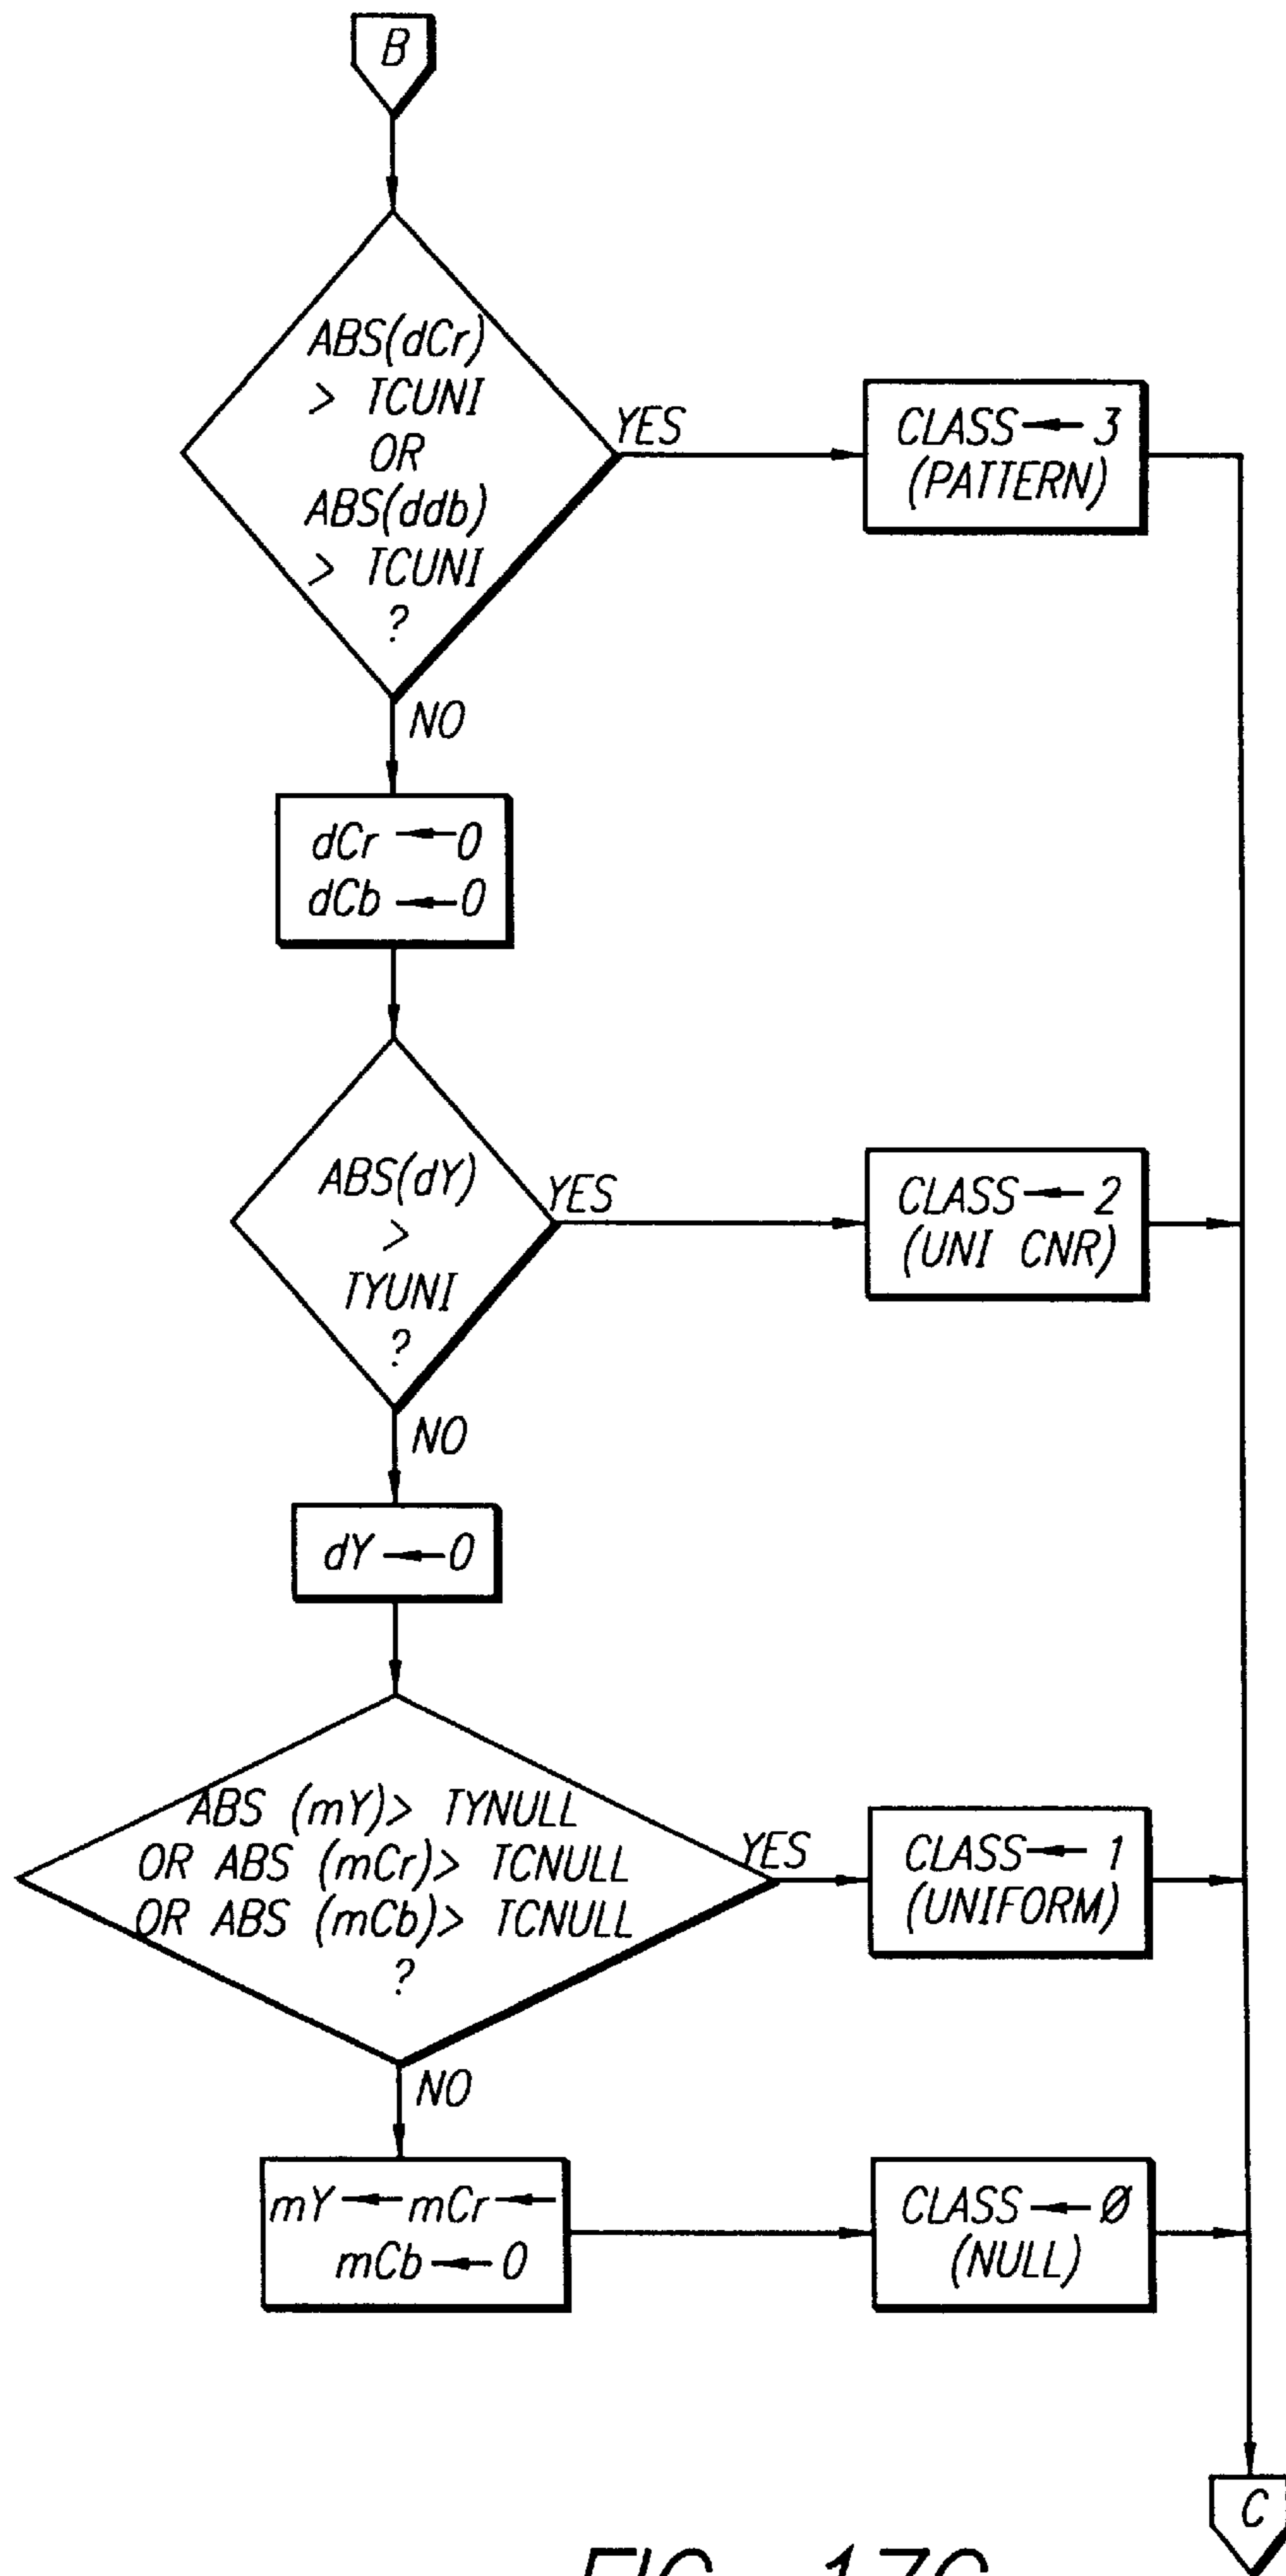 B
ABS(dCr)
> TCUNI
OR
ABS(ddb)
> TCUNI
?
YES
CLASS ← 3
(PATTERN)
NO
dCr ← 0
dCb ← 0
ABS(dY)
>
TYUNI
?
YES
CLASS ← 2
(UNI CNR)
NO
dY ← 0
ABS (mY)> TYNULL
OR ABS (mCr)> TCNULL
OR ABS (mCb)> TCNULL
?
YES
CLASS ← 1
(UNIFORM)
NO
mY ← mCr ←
mCb ← 0
CLASS ← Ø
(NULL)
C
FIG. 17C